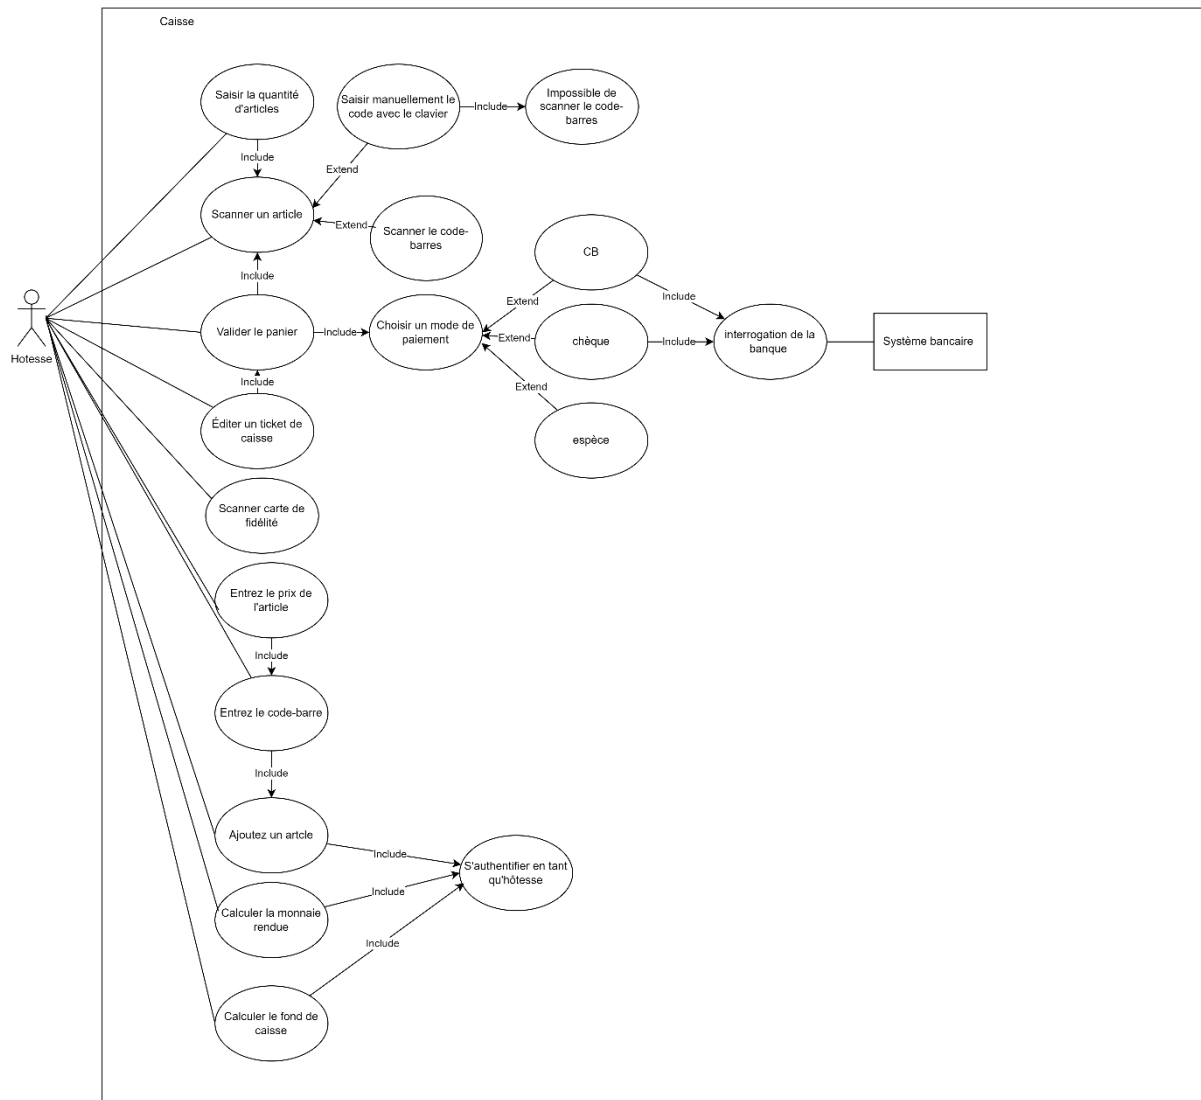 Caisse
Saisir la quantité
d'articles
Saisir manuellement le
code avec le clavier
Include
Impossible de
scanner le code-
barres
Include
Extend
Scanner un article
Extend
Scanner le code-
barres
CB
Include
Include
Extend
Hotesse
Valider le panier
Include
Choisir un mode de
paiement
Extend
chèque
Include
interrogation de la
banque
Système bancaire
Include
Extend
Éditer un ticket de
caisse
espèce
Scanner carte de
fidélité
Entrez le prix de
l'article
Include
Entrez le code-barre
Include
Ajoutez un artcle
Include
S'authentifier en tant
qu'hôtesse
Include
Calculer la monnaie
rendue
Include
Calculer le fond de
caisse